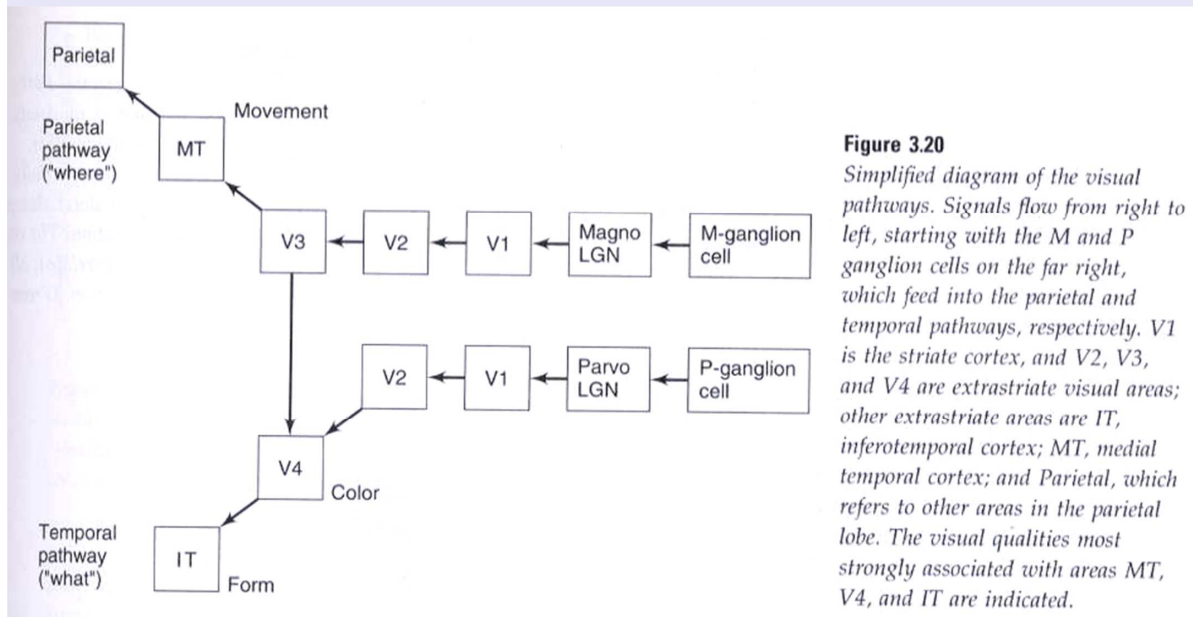 Parietal
Parietal
pathway
("where")
MT
Movement
V3
V2
V1
Magno
LGN
M-ganglion
cell
V2
V1
Parvo
LGN
P-ganglion
cell
V4
Color
Temporal
pathway
("what")
IT
Form
Figure 3.20
Simplified diagram of the visual
pathways. Signals flow from right to
left, starting with the M and P
ganglion cells on the far right,
which feed into the parietal and
temporal pathways, respectively. V1
is the striate cortex, and V2, V3,
and V4 are extrastriate visual areas;
other extrastriate areas are IT,
inferotemporal cortex; MT, medial
temporal cortex; and Parietal, which
refers to other areas in the parietal
lobe. The visual qualities most
strongly associated with areas MT,
V4, and IT are indicated.